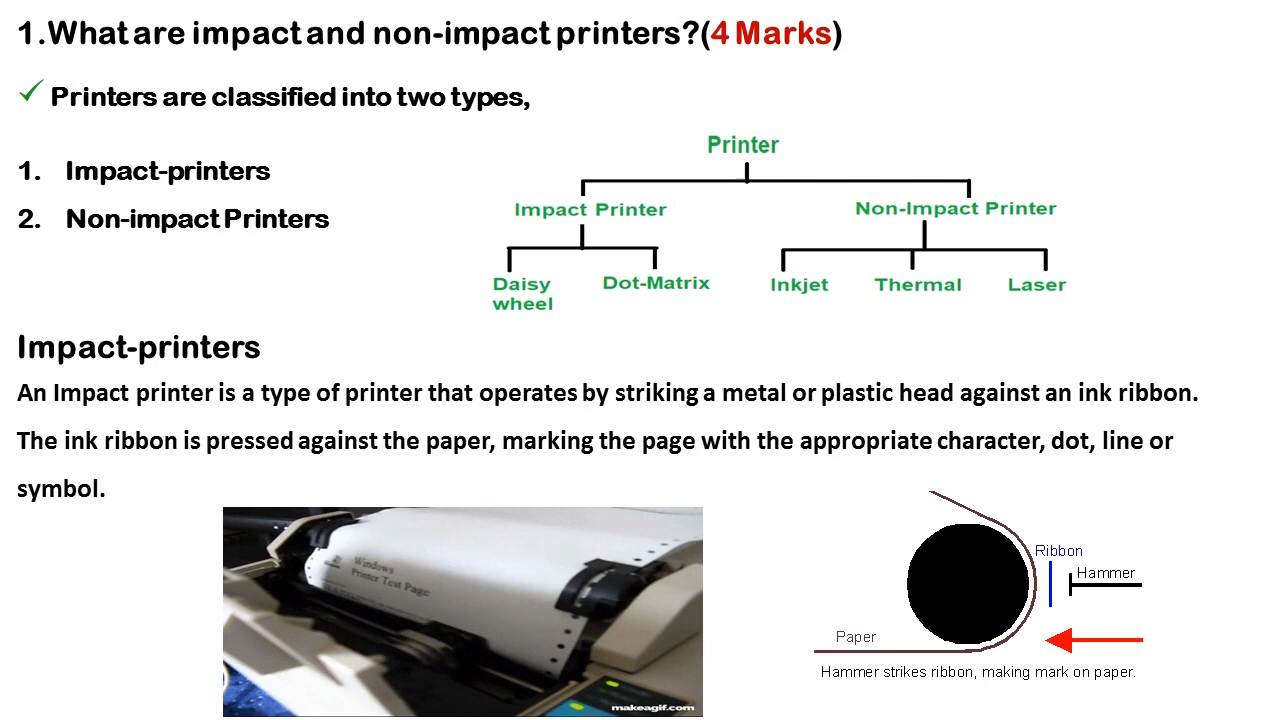 1.What are impact and non-impact printers?(4 Marks)
✓ Printers are classified into two types,
1. Impact-printers
2. Non-impact Printers
Printer
Impact Printer
Non-Impact Printer
Daisy wheel
Dot-Matrix
Inkjet
Thermal
Laser
Impact-printers
An Impact printer is a type of printer that operates by striking a metal or plastic head against an ink ribbon.
The ink ribbon is pressed against the paper, marking the page with the appropriate character, dot, line or
symbol.
Windows
Printer Test Page
makeagif.com
Ribbon
Hammer
Paper
Hammer strikes ribbon, making mark on paper.